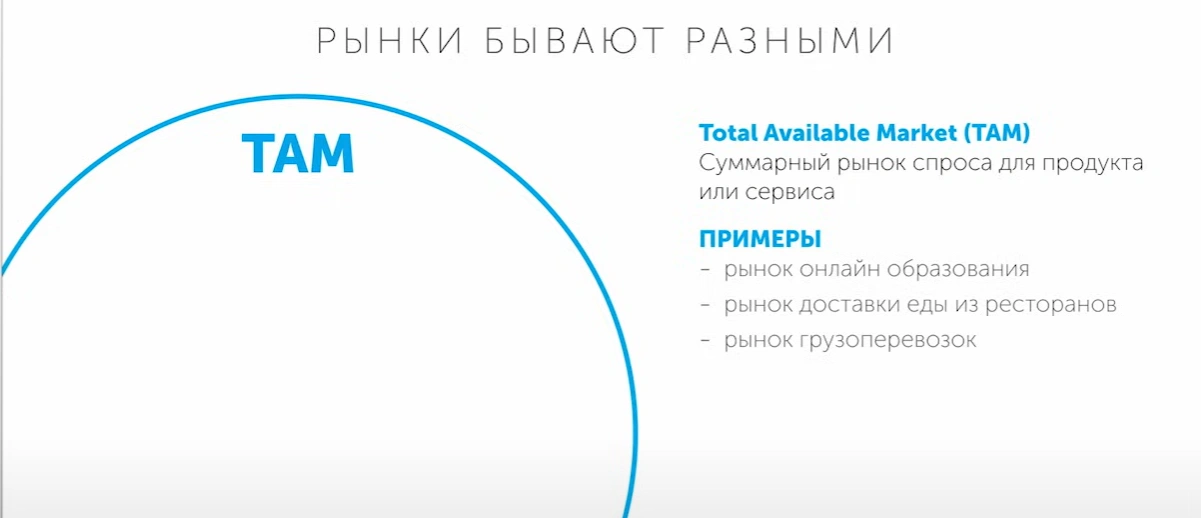 РЫНКИ БЫВАЮТ РАЗНЫМИ
TAM
Total Available Market (TAM)
Суммарный рынок спроса для продукта
или сервиса
ПРИМЕРЫ
- рынок онлайн образования
- рынок доставки еды из ресторанов
- рынок грузоперевозок